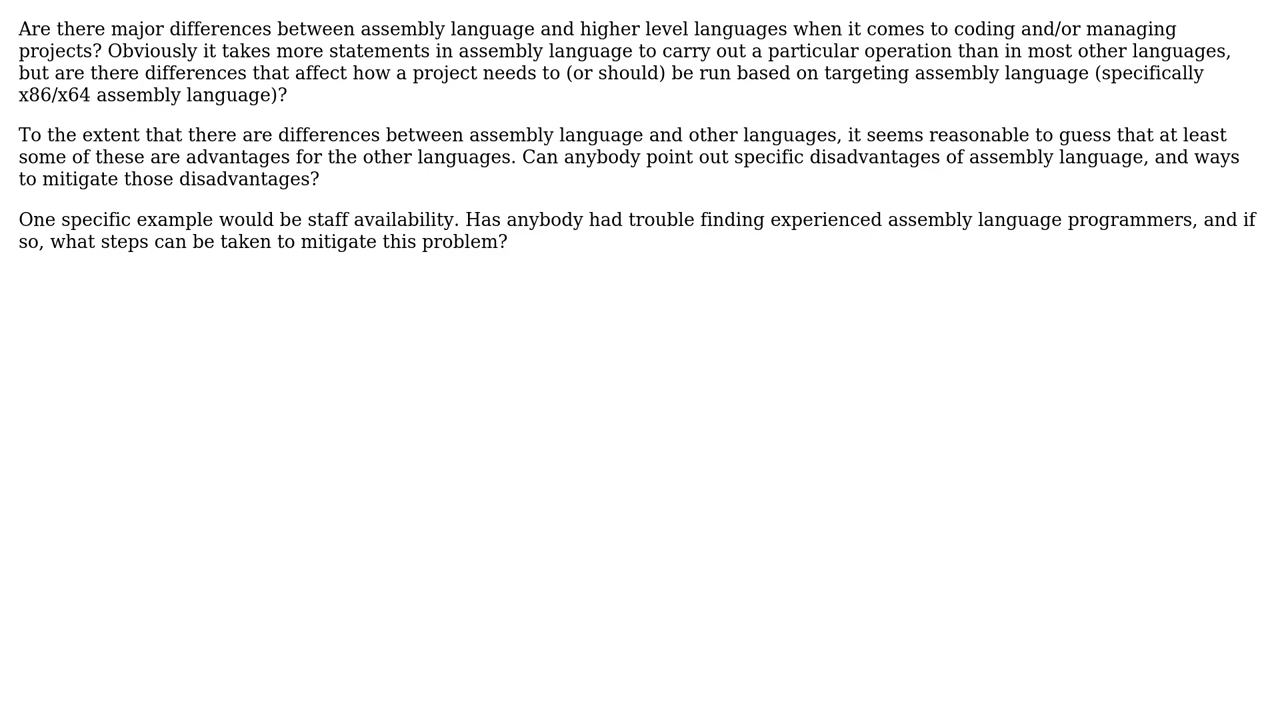 Are there major differences between assembly language and higher level languages when it comes to coding and/or managing
projects? Obviously it takes more statements in assembly language to carry out a particular operation than in most other languages,
but are there differences that affect how a project needs to (or should) be run based on targeting assembly language (specifically
x86/x64 assembly language)?
To the extent that there are differences between assembly language and other languages, it seems reasonable to guess that at least
some of these are advantages for the other languages. Can anybody point out specific disadvantages of assembly language, and ways
to mitigate those disadvantages?
One specific example would be staff availability. Has anybody had trouble finding experienced assembly language programmers, and if
so, what steps can be taken to mitigate this problem?